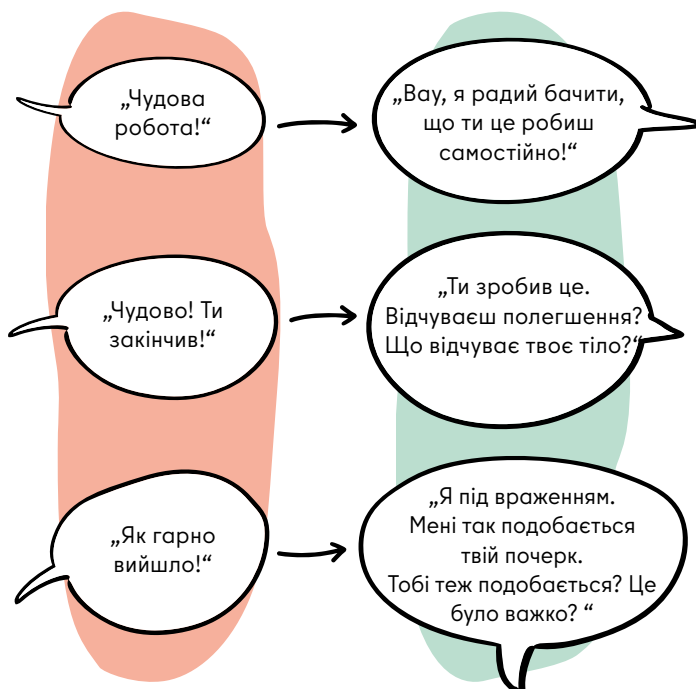 „Чудова
робота!“
„Вау, я радий бачити,
що ти це робиш
самостійно!“
„Чудово! Ти
закінчив!“
„Ти зробив це.
Відчуваєш полегшення?
Що відчуває твоє тіло?“
„Як гарно
вийшло!“
„Я під враженням.
Мені так подобається
твій почерк.
Тобі теж подобається? Це
було важко? “